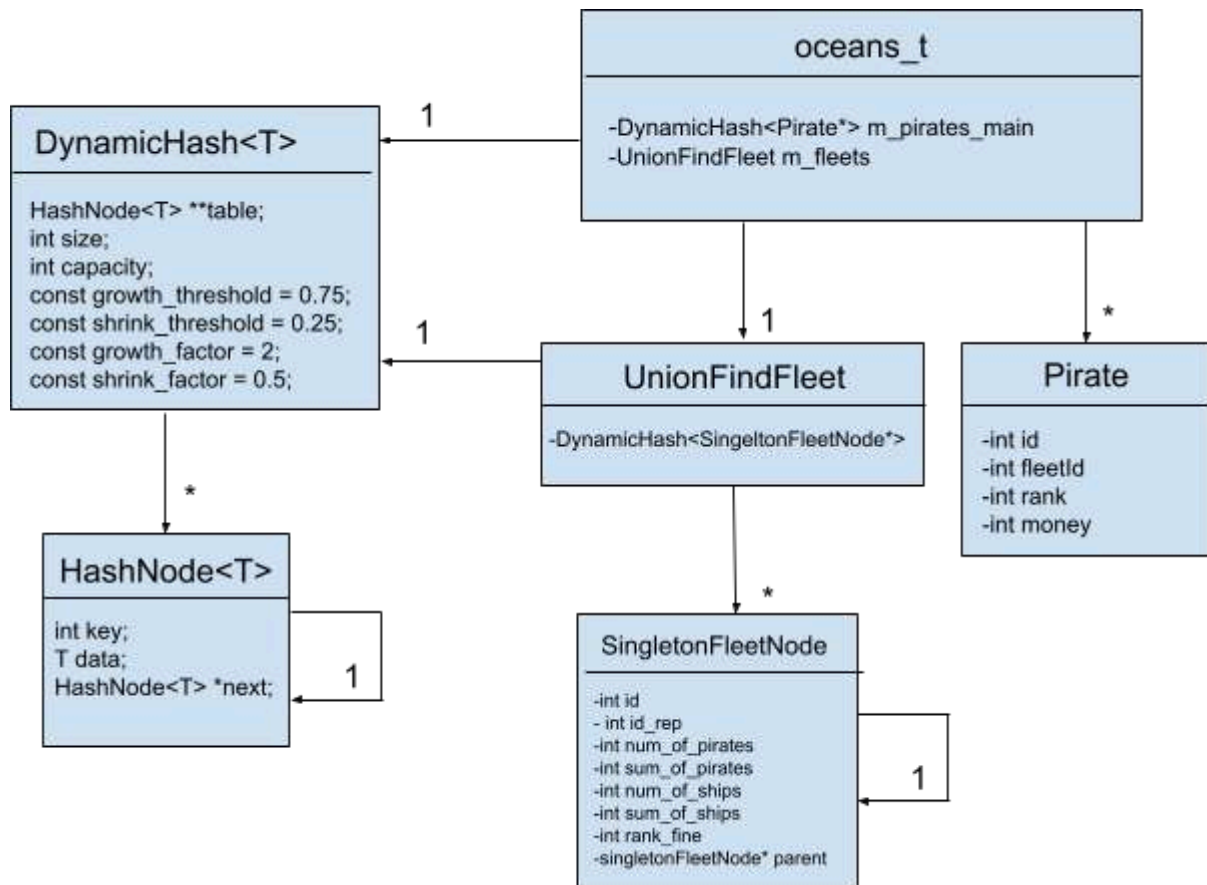 oceans_t
-DynamicHash<Pirate*> m_pirates_main
-UnionFindFleet m_fleets
1
DynamicHash<T>
HashNode<T> **table;
int size;
int capacity;
const growth_threshold = 0.75;
const shrink_threshold = 0.25;
const growth_factor = 2;
const shrink_factor = 0.5;
1
1
*
UnionFindFleet
-DynamicHash<SingeltonFleetNode*>
Pirate
-int id
-int fleetId
-int rank
-int money
*
HashNode<T>
int key;
T data;
HashNode<T> *next;
1
*
SingletonFleetNode
-int id
- int id_rep
-int num_of_pirates
-int sum_of_pirates
-int num_of_ships
-int sum_of_ships
-int rank_fine
-singletonFleetNode* parent
1